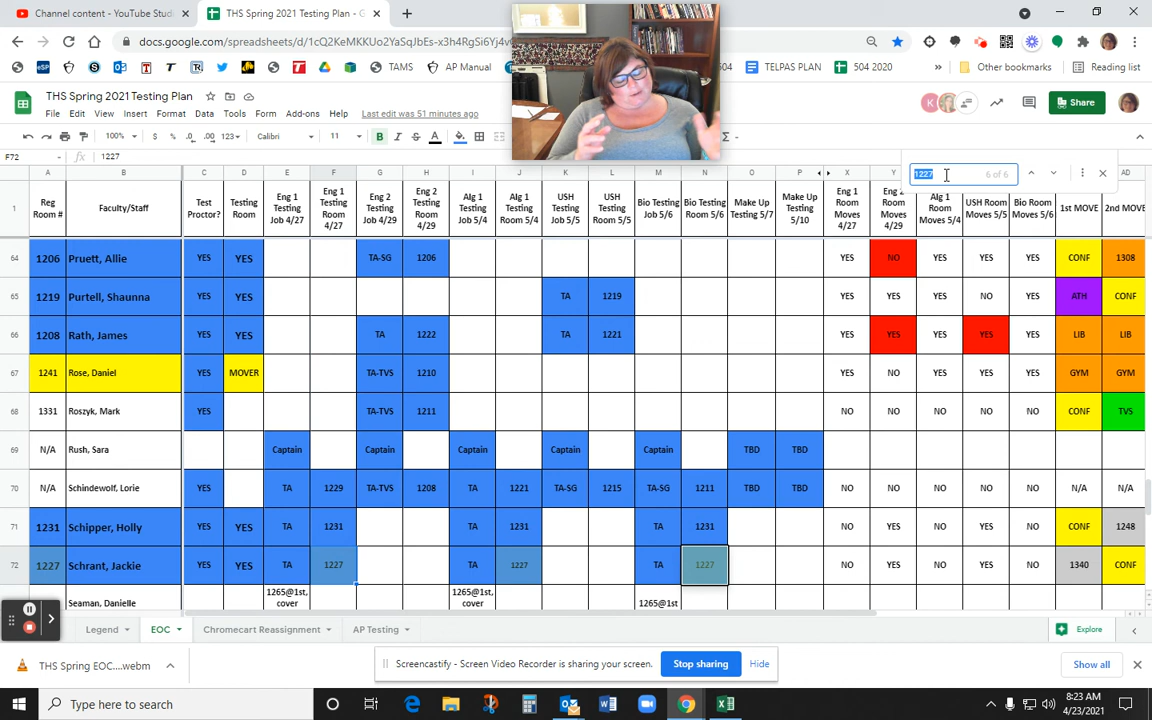 Channel content - YouTube Stud
THS Spring 2021 Testing Plan - G
docs.google.com/spreadsheets/d/1cQ2KeMKKUo2YaSqJbEs-x3h4RgSi6Yj4v
TAMS
AP Manual
504
TELPAS PLAN
504 2020
Other bookmarks
Reading list
THS Spring 2021 Testing Plan
File Edit View Insert Format Data Tools Form Add-ons Help Last edit was 51 minutes ago
Share
100% $ % .0 .00 123 Calibri 11 B I S A
F72 fx 1227
1227 6 of 6
A B C D E F G H I J K L M N O P X Y AD
1 Reg Room # Faculty/Staff Test Proctor? Testing Room Eng 1 Job 4/27 Eng 1 Testing Room 4/27 Eng 2 Testing Job 4/29 Eng 2 Testing Room 4/29 Alg 1 Testing Job 5/4 Alg 1 Testing Room 5/4 USH Testing Job 5/5 USH Testing Room 5/5 Bio Testing Job 5/6 Bio Testing Room 5/6 Make Up Testing 5/7 Make Up Testing 5/10 Eng 1 Room Moves 4/27 Eng 2 Room Moves 4/29 Alg 1 Room Moves 5/4 USH Room Moves 5/5 Bio Room Moves 5/6 1st MOVE 2nd MOVE
64 1206 Pruett, Allie YES YES TA-SG 1206 YES NO YES YES YES CONF 1308
65 1219 Purtell, Shaunna YES YES TA 1219 YES YES YES NO YES ATH CONF
66 1208 Rath, James YES YES TA 1222 TA 1221 YES YES YES YES YES LIB LIB
67 1241 Rose, Daniel YES MOVER TA-TVS 1210 YES NO YES YES YES GYM GYM
68 1331 Roszyk, Mark YES TA-TVS 1211 NO NO NO NO NO CONF TVS
69 N/A Rush, Sara Captain Captain Captain Captain Captain TBD TBD
70 N/A Schindewolf, Lorie YES TA 1229 TA-TVS 1208 TA 1221 TA-SG 1215 TA-SG 1211 TBD TBD NO NO NO NO NO N/A N/A
71 1231 Schipper, Holly YES YES TA 1231 TA 1231 TA 1231 NO YES NO YES NO CONF 1248
72 1227 Schrant, Jackie YES YES TA 1227 TA 1227 TA 1227 NO YES NO YES NO 1340 CONF
Seaman, Danielle 1265@1st, cover 1265@1st, cover 1265@1st
Legend EOC Chromecart Reassignment AP Testing
Explore
THS Spring EOC....webm
Screencastify - Screen Video Recorder is sharing your screen. Stop sharing Hide
Show all
Type here to search
8:23 AM
4/23/2021